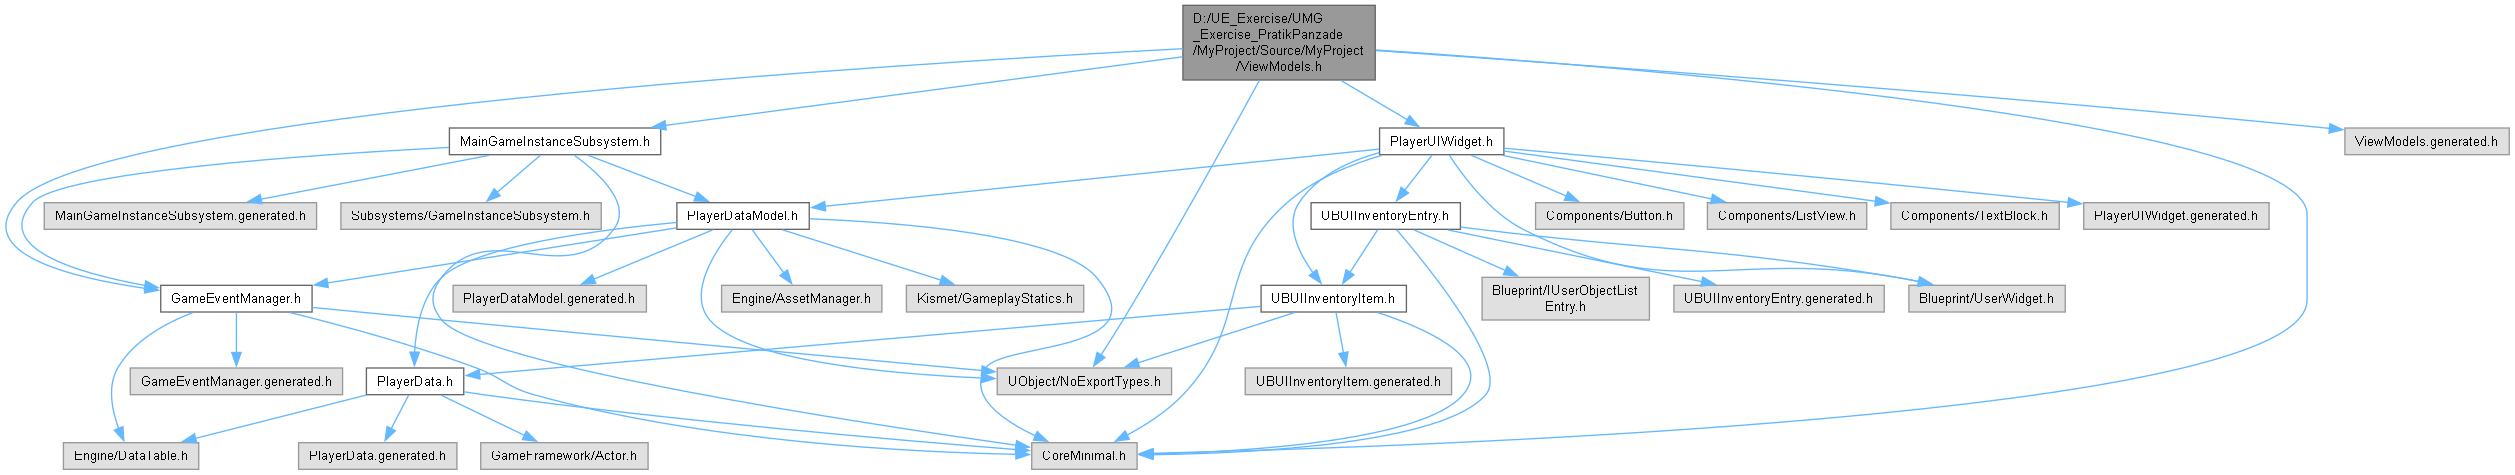 D:/UE_Exercise/UMG
_Exercise_PratikPanzade
/MyProject/Source/MyProject
/ViewModels.h
MainGameInstanceSubsystem.h
PlayerUIWidget.h
ViewModels.generated.h
MainGameInstanceSubsystem.generated.h
Subsystems/GameInstanceSubsystem.h
PlayerDataModel.h
UBUIInventoryEntry.h
Components/Button.h
Components/ListView.h
Components/TextBlock.h
PlayerUIWidget.generated.h
GameEventManager.h
PlayerDataModel.generated.h
Engine/AssetManager.h
Kismet/GameplayStatics.h
UBUIInventoryItem.h
Blueprint/IUserObjectList
Entry.h
UBUIInventoryEntry.generated.h
Blueprint/UserWidget.h
GameEventManager.generated.h
PlayerData.h
UObject/NoExportTypes.h
UBUIInventoryItem.generated.h
Engine/DataTable.h
PlayerData.generated.h
GameFramework/Actor.h
CoreMinimal.h